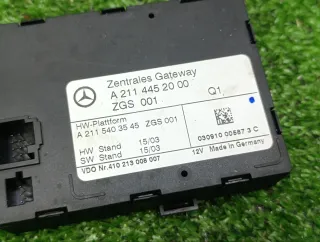 Zentrales Gateway
A 211 445 20 00
ZGS 001 Q1
HW-Plattform
A 211 540 35 45 ZGS 001
HW Stand 15/03
SW Stand 15/03
030910 00587 3 C
12V Made in Germany
VDO Nr. 410 213 006 007